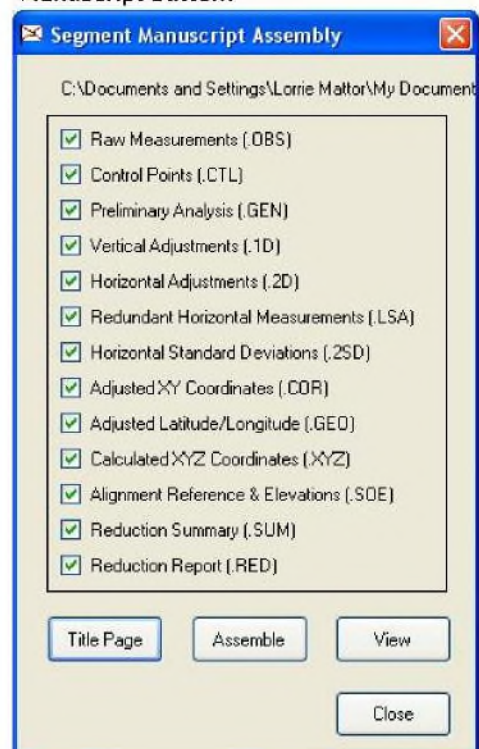 Segment Manuscript Assembly
C:\Documents and Settings\Lorrie Mattor\My Document
Raw Measurements (.OBS)
Control Points (.CTL)
Preliminary Analysis (.GEN)
Vertical Adjustments (.1D)
Horizontal Adjustments (.2D)
Redundant Horizontal Measurements (.LSA)
Horizontal Standard Deviations (.2SD)
Adjusted XY Coordinates (.COR)
Adjusted Latitude/Longitude (.GEO)
Calculated XYZ Coordinates (.XYZ)
Alignment Reference & Elevations (.SOE)
Reduction Summary (.SUM)
Reduction Report (.RED)
Title Page Assemble View
Close